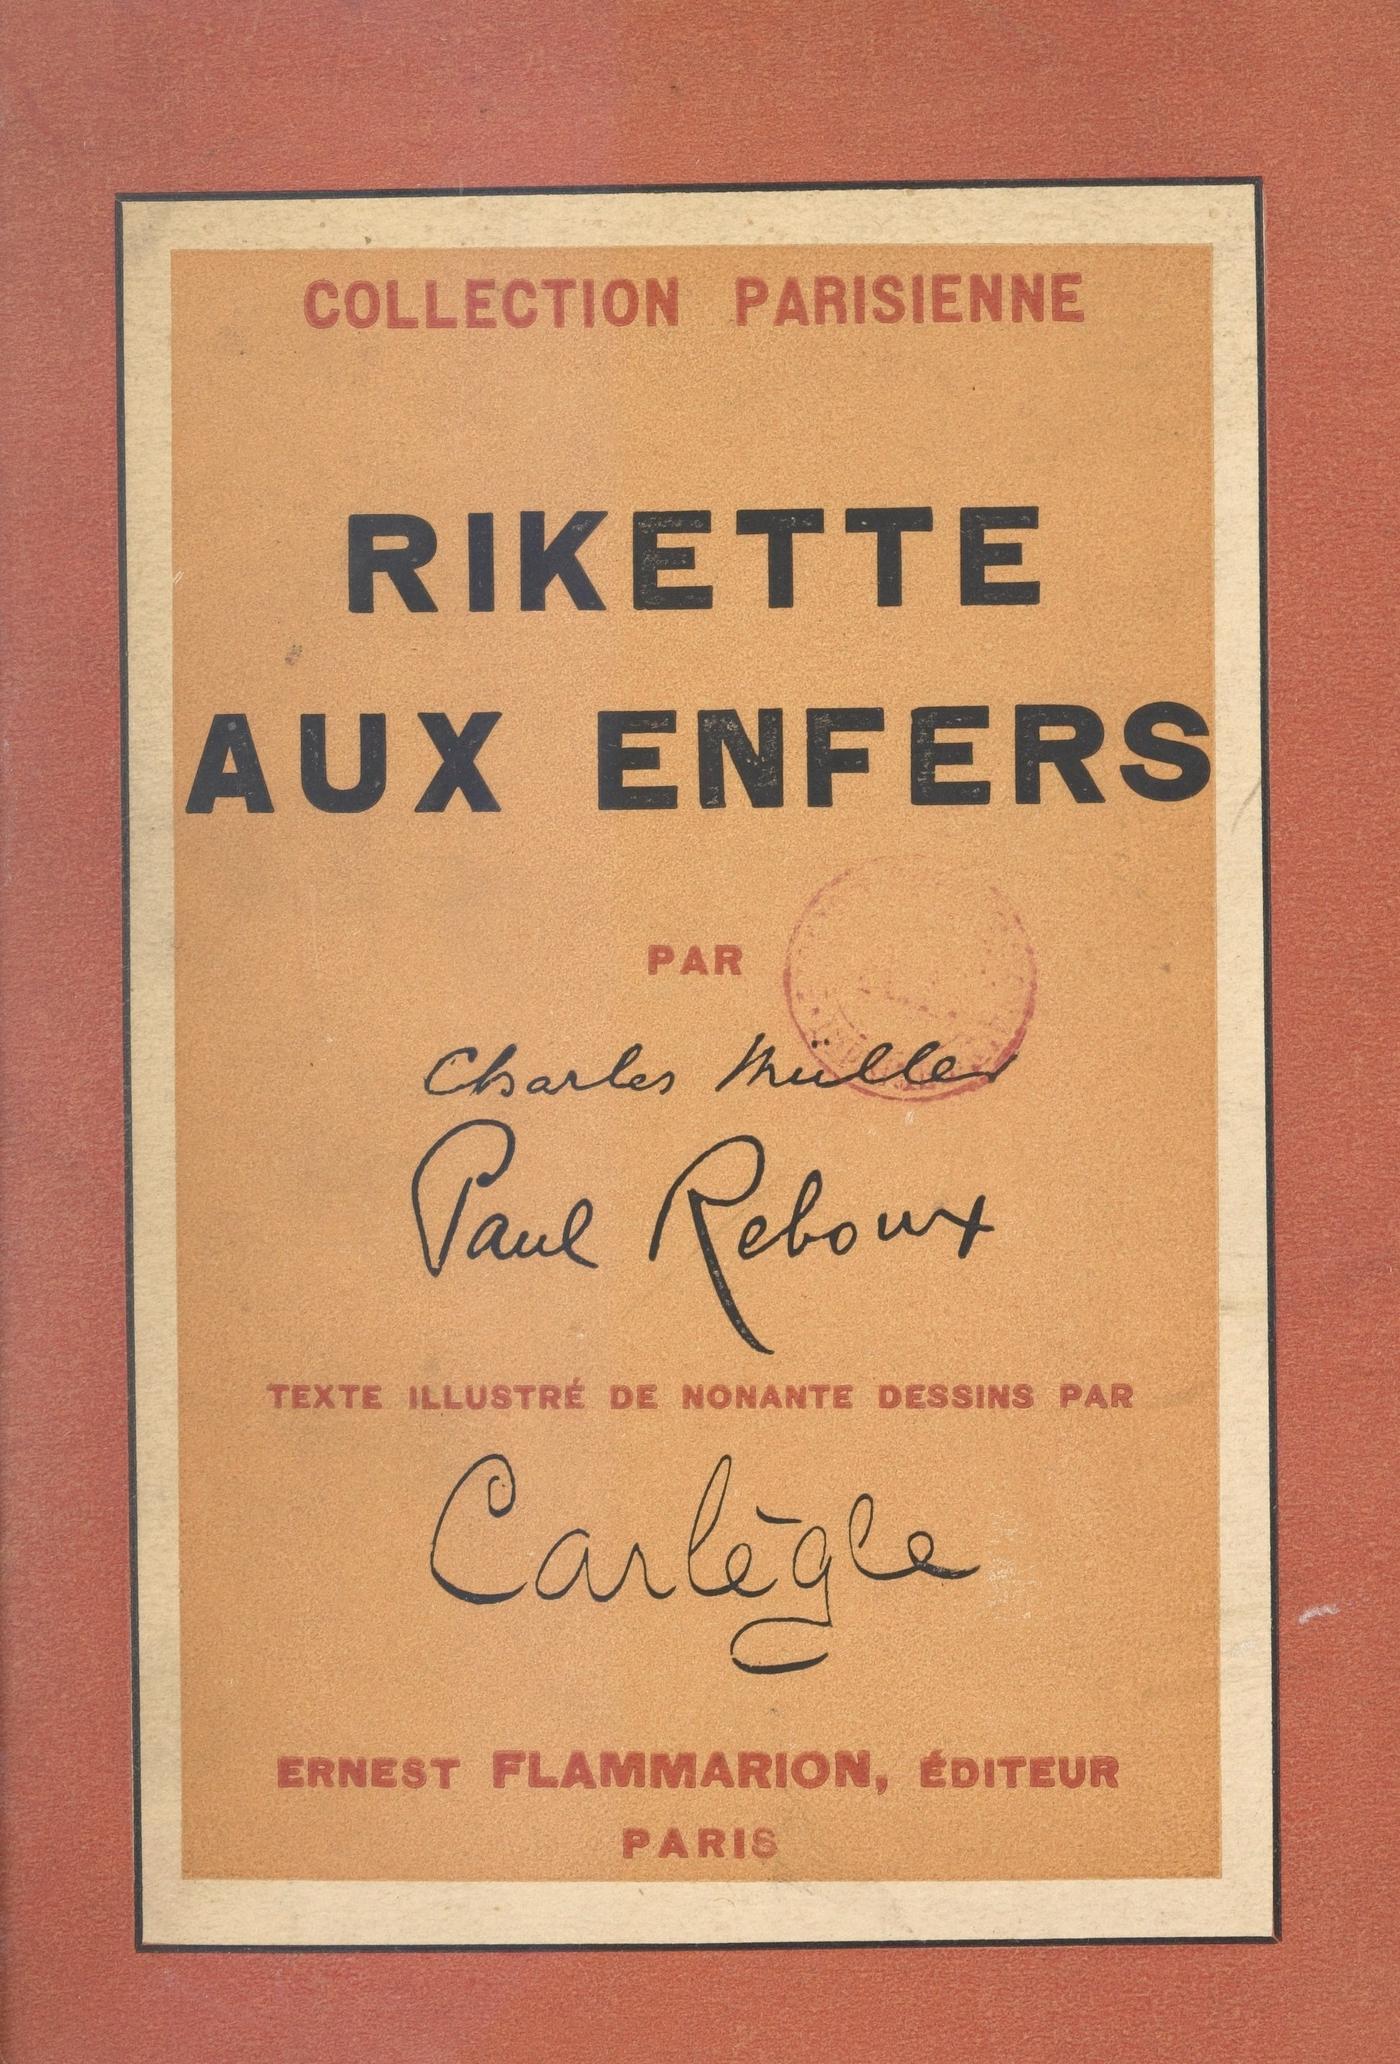 COLLECTION PARISIENNE
RIKETTE
AUX ENFERS
PAR
Charles Müller
Paul Reboux
TEXTE ILLUSTRÉ DE NONANTE DESSINS PAR
Carlègle
ERNEST FLAMMARION, ÉDITEUR
PARIS